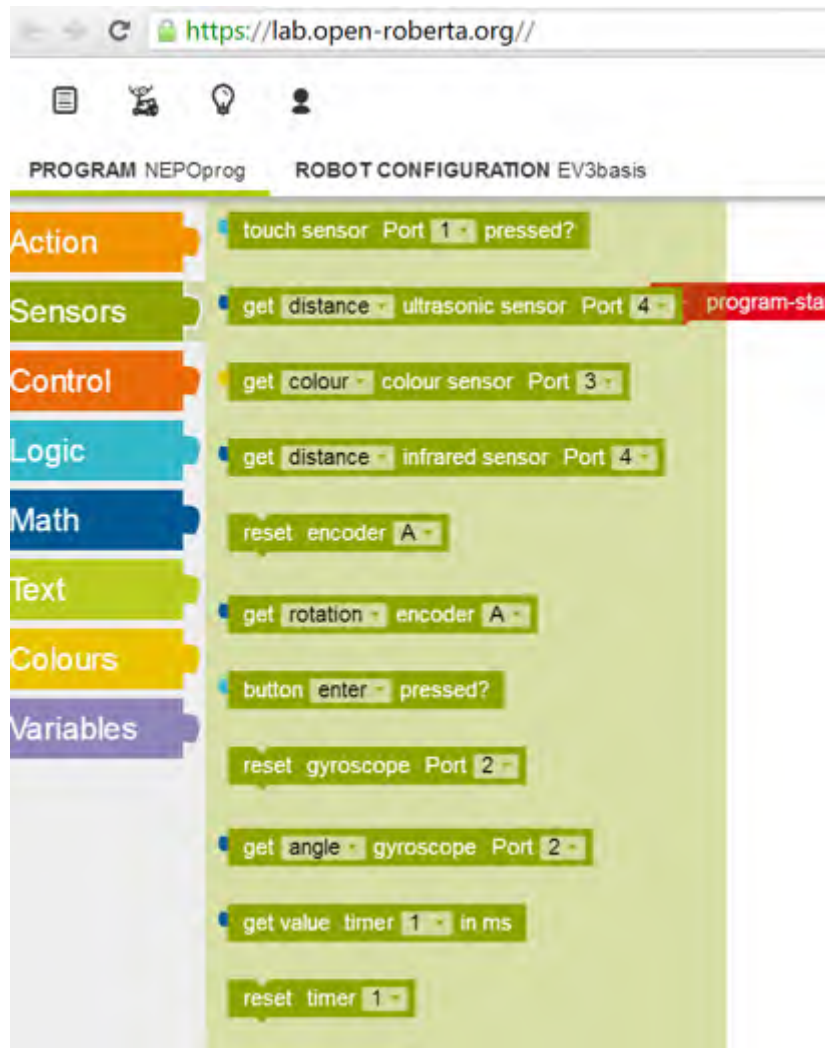 https://lab.open-roberta.org//
PROGRAM NEPOprog ROBOT CONFIGURATION EV3basis
Action
Sensors
Control
Logic
Math
Text
Colours
Variables
touch sensor Port 1 pressed?
get distance ultrasonic sensor Port 4
program-sta
get colour colour sensor Port 3
get distance infrared sensor Port 4
reset encoder A
get rotation encoder A
button enter pressed?
reset gyroscope Port 2
get angle gyroscope Port 2
get value timer 1 in ms
reset timer 1